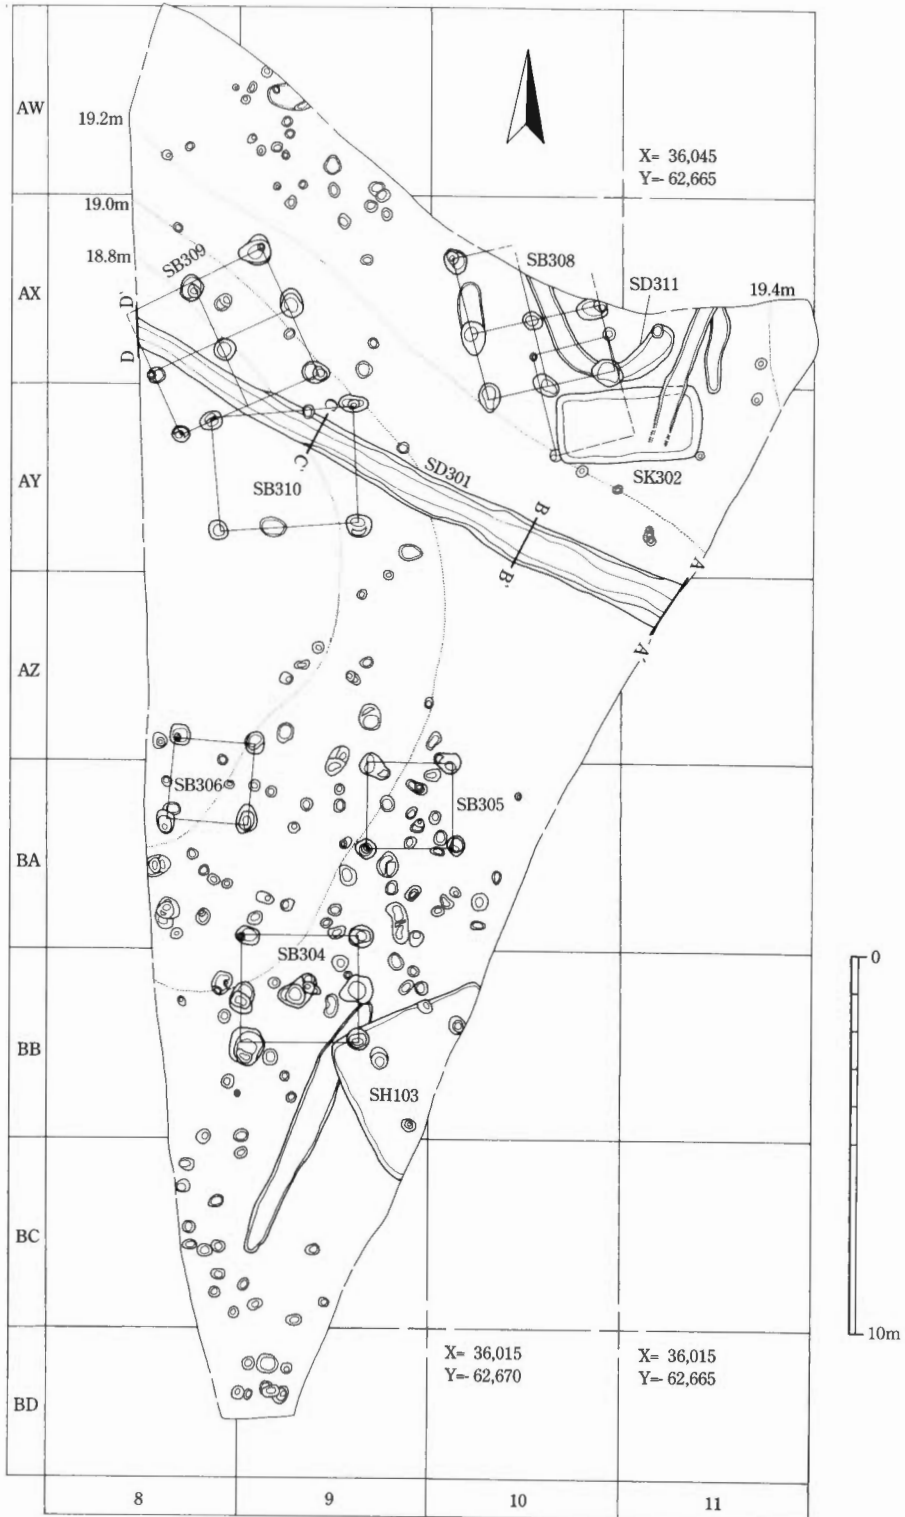 AW
19.2m
X= 36,045
Y=- 62,665
19.0m
18.8m
SB309
SB308
SD311
AX
19.4m
D'
D
C
C'
SD301
AY
SB310
SK302
B
B'
A
A'
AZ
SB306
SB305
BA
SB304
0
BB
SH103
BC
10m
X= 36,015
Y=- 62,670
X= 36,015
Y=- 62,665
BD
8
9
10
11